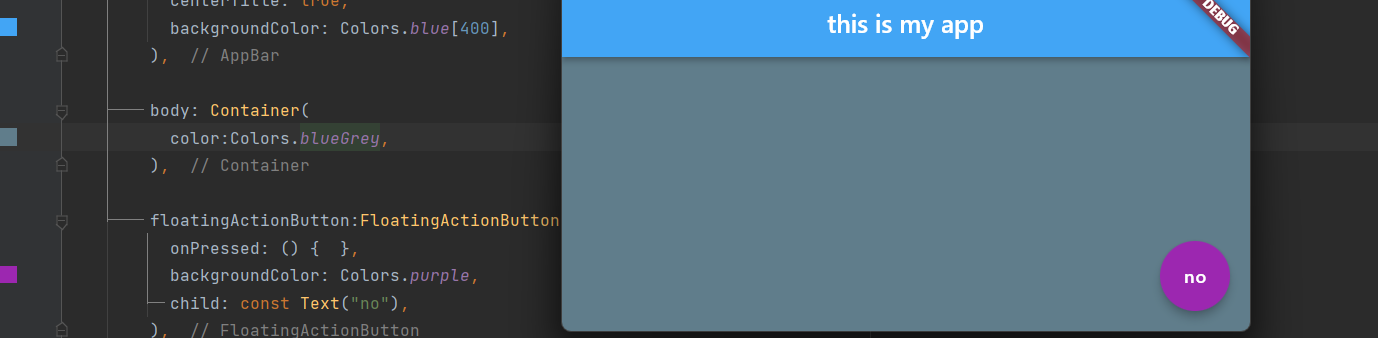 centerTitle: true,
backgroundColor: Colors.blue[400],
), // AppBar
body: Container(
color:Colors.blueGrey,
), // Container
floatingActionButton:FloatingActionButton
onPressed: () { },
backgroundColor: Colors.purple,
child: const Text("no"),
), // FloatingActionButton
this is my app
DEBUG
no